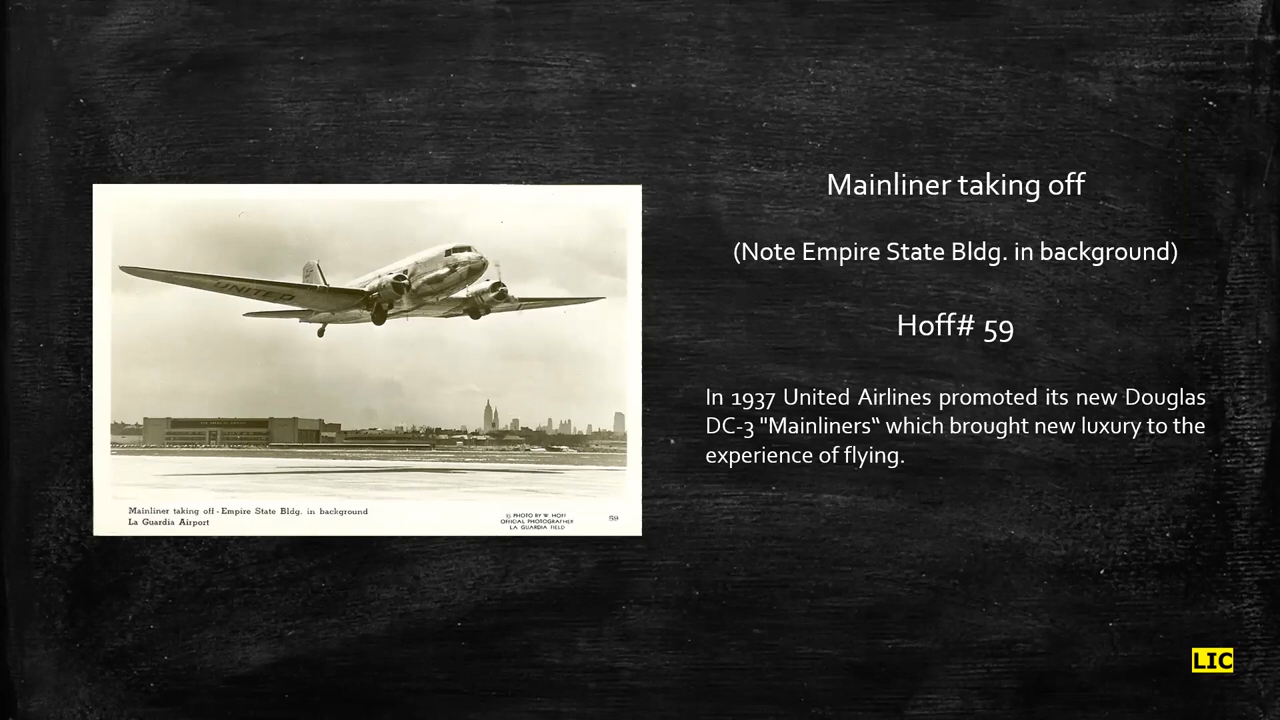 Mainliner taking off
(Note Empire State Bldg. in background)
Hoff# 59
In 1937 United Airlines promoted its new Douglas
DC-3 "Mainliners“ which brought new luxury to the
experience of flying.
UNITED
Mainliner taking off - Empire State Bldg. in background
La Guardia Airport
© PHOTO BY W. HOFF
OFFICIAL PHOTOGRAPHER
LA GUARDIA FIELD
59
LIC